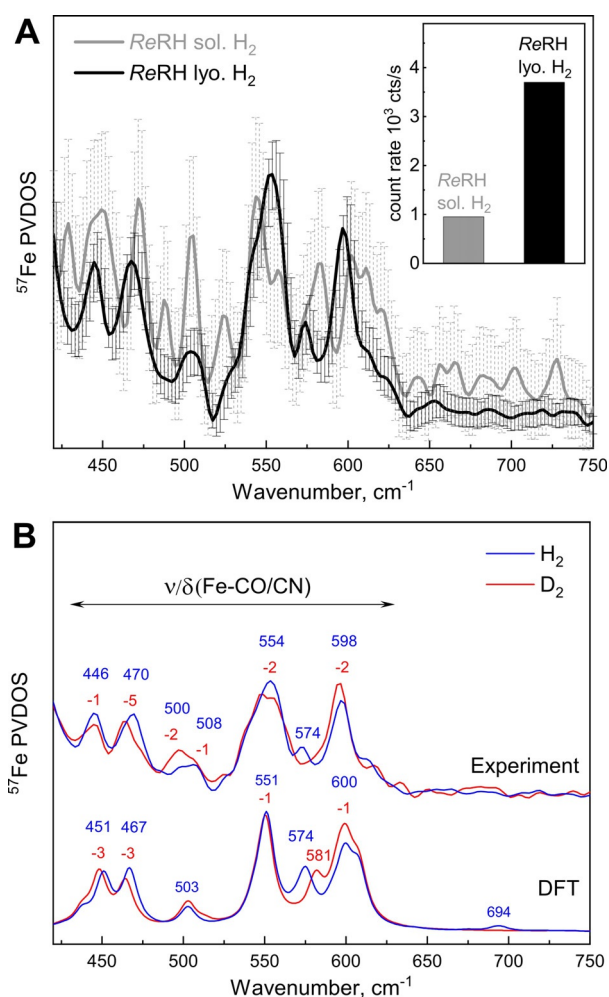 A
ReRH sol. H2
ReRH lyo. H2
57Fe PVDOS
count rate 10³ cts/s
4
3
2
1
0
ReRH
lyo. H2
ReRH
sol. H2
450 500 550 600 650 700 750
Wavenumber, cm-1
B
H2
D2
ν/δ(Fe-CO/CN)
57Fe PVDOS
446 470 500 508 554 574 598
-1 -5 -2 -1 -2 -2
Experiment
451 467 503 551 574 581 600 694
-3 -3 -1 -1
DFT
450 500 550 600 650 700 750
Wavenumber, cm-1